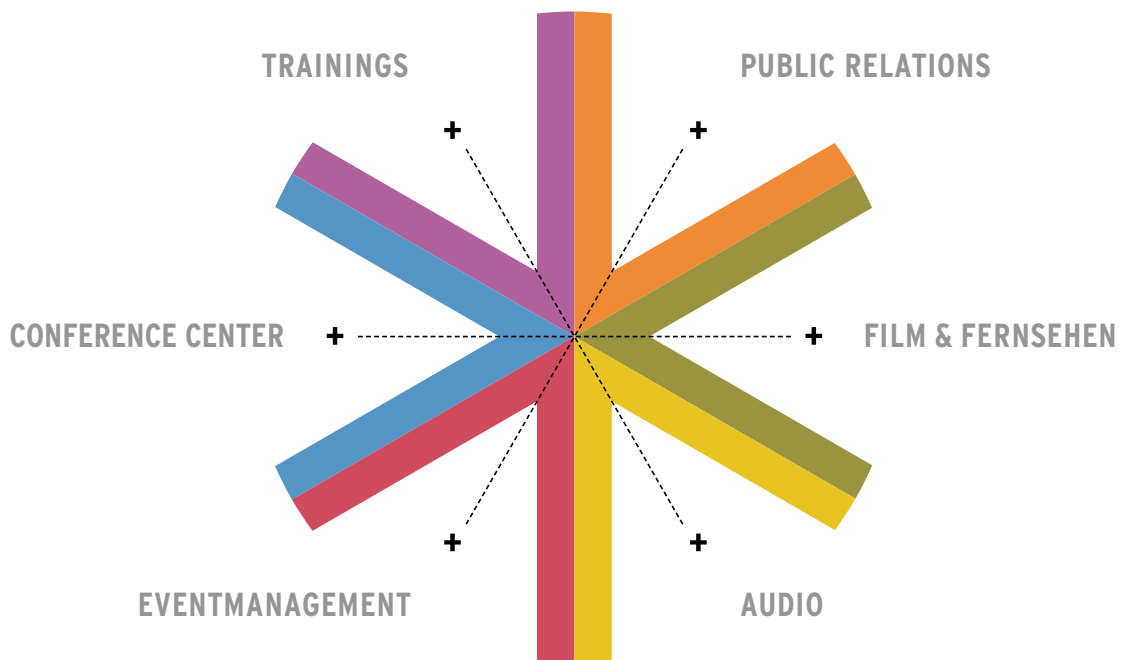 TRAININGS
PUBLIC RELATIONS
+
+
CONFERENCE CENTER + + FILM & FERNSEHEN
+
+
EVENTMANAGEMENT
AUDIO